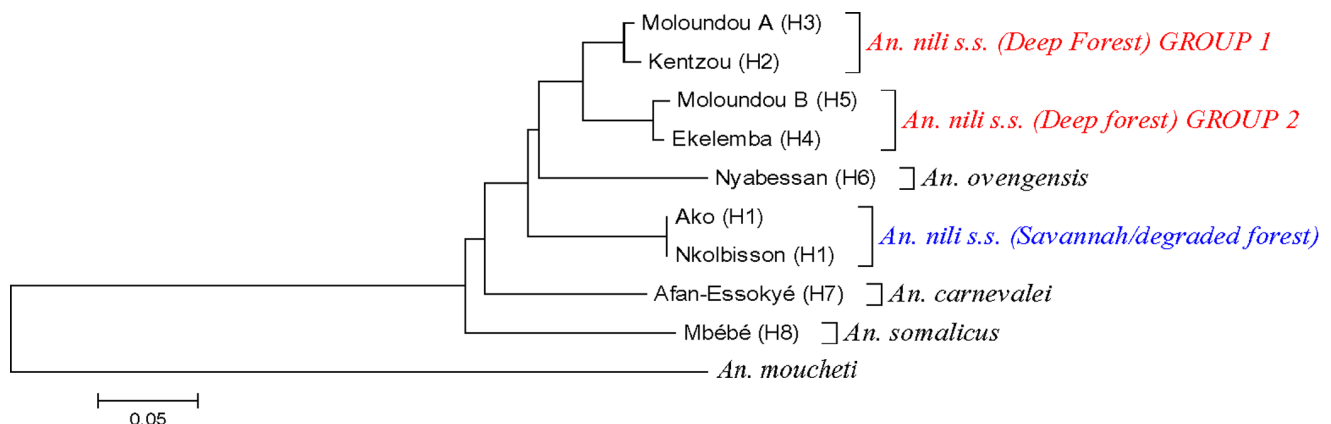 Moloundou A (H3)
An. nili s.s. (Deep Forest) GROUP 1
Kentzou (H2)
Moloundou B (H5)
An. nili s.s. (Deep forest) GROUP 2
Ekelemba (H4)
Nyabessan (H6) An. ovengensis
Ako (H1)
An. nili s.s. (Savannah/degraded forest)
Nkolbisson (H1)
Afan-Essokyé (H7) An. carnevalei
Mbébé (H8) An. somalicus
An. moucheti
0.05